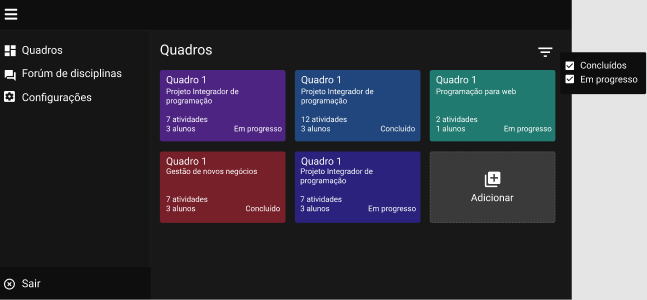 Quadros
Forúm de disciplinas
Configurações
Sair
Quadros
Concluídos
Em progresso
Quadro 1
Projeto Integrador de
programação
7 atividades
3 alunos
Em progresso
Quadro 1
Projeto Integrador de
programação
12 atividades
3 alunos
Concluído
Quadro 1
Programação para web
2 atividades
1 alunos
Em progresso
Quadro 1
Gestão de novos negócios
7 atividades
3 alunos
Concluído
Quadro 1
Projeto Integrador de
programação
7 atividades
3 alunos
Em progresso
Adicionar